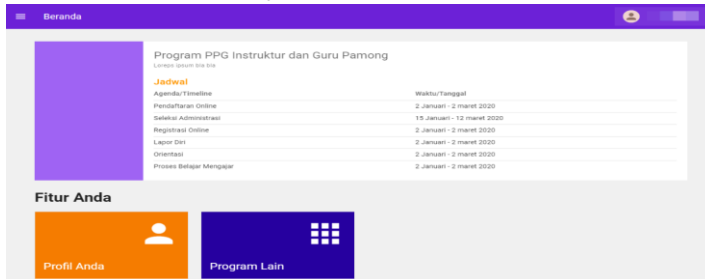 Beranda
Program PPG Instruktur dan Guru Pamong
Lorepo ipsum bla bla
Jadwal
Agenda/Timeline Waktu/Tanggal
Pendaftaran Online 2 Januari - 2 maret 2020
Seleksi Administrasi 15 Januari - 12 maret 2020
Registrasi Online 2 Januari - 2 maret 2020
Lapor Diri 2 Januari - 2 maret 2020
Orientasi 2 Januari - 2 maret 2020
Proses Belajar Mengajar 2 Januari - 2 maret 2020
Fitur Anda
Profil Anda
Program Lain